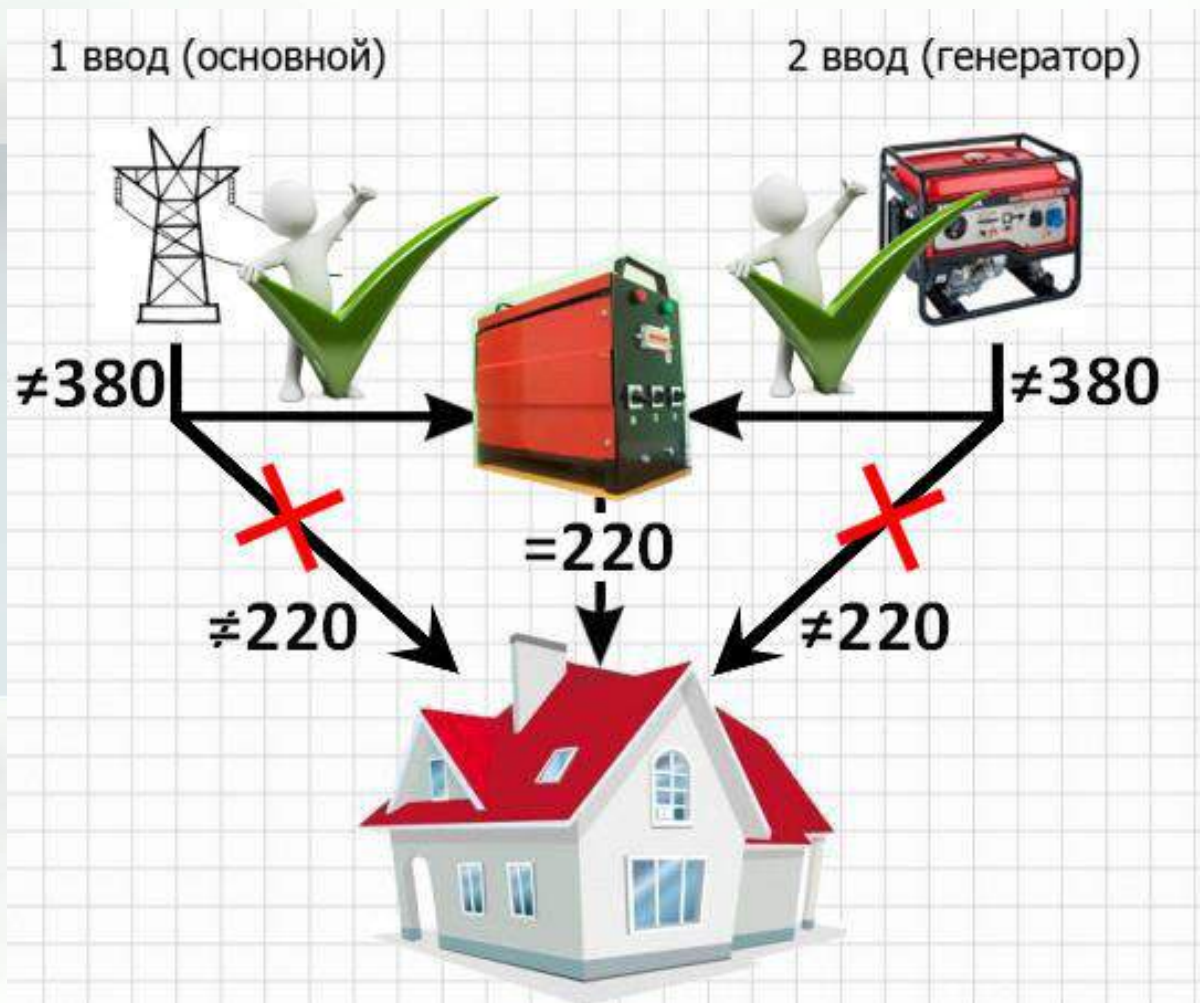 1 ввод (основной)
2 ввод (генератор)
≠380
≠380
=220
≠220
≠220